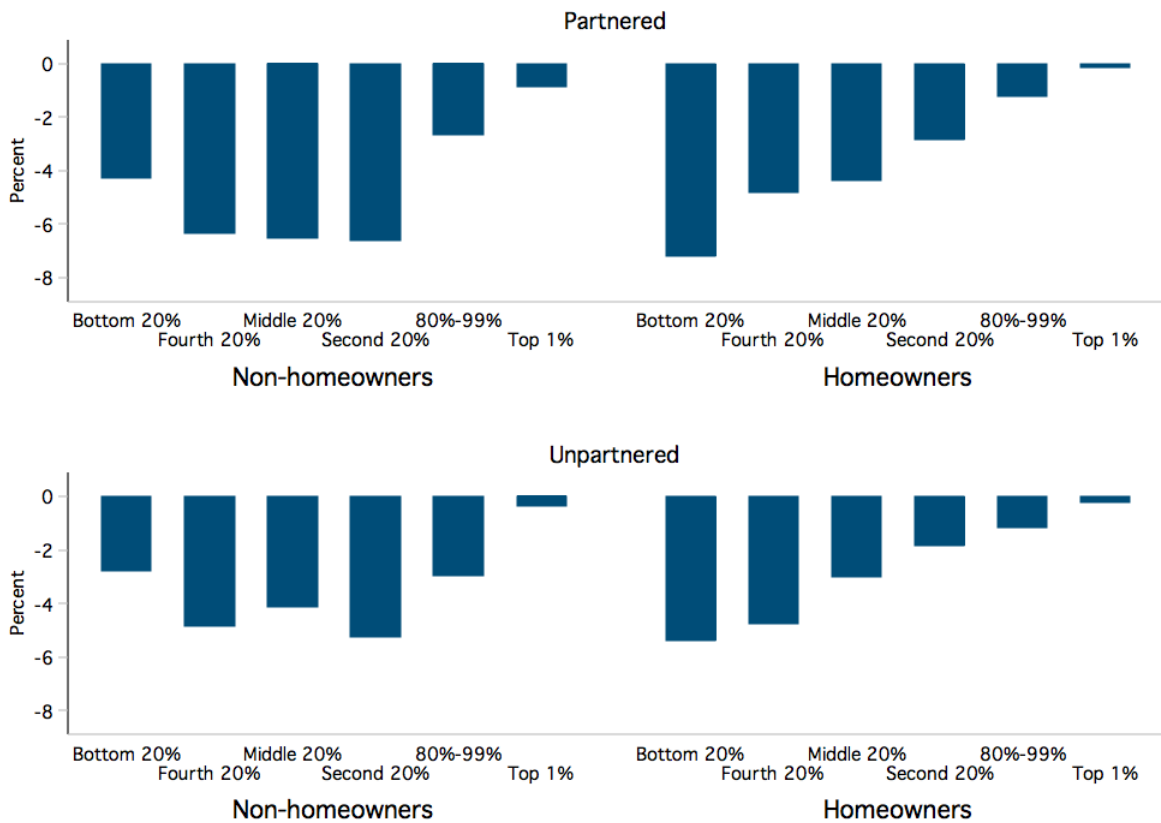 Partnered
Percent
0
-2
-4
-6
-8
Bottom 20% Middle 20% 80%-99% Bottom 20% Middle 20% 80%-99%
Fourth 20% Second 20% Top 1% Fourth 20% Second 20% Top 1%
Non-homeowners Homeowners
Unpartnered
Percent
0
-2
-4
-6
-8
Bottom 20% Middle 20% 80%-99% Bottom 20% Middle 20% 80%-99%
Fourth 20% Second 20% Top 1% Fourth 20% Second 20% Top 1%
Non-homeowners Homeowners